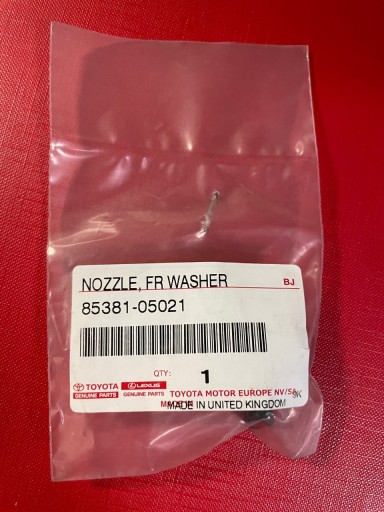 NOZZLE, FR WASHER BJ
85381-05021
QTY: 1
TOYOTA LEXUS
GENUINE PARTS GENUINE PARTS
TOYOTA MOTOR EUROPE NV/SA
MADE IN UNITED KINGDOM